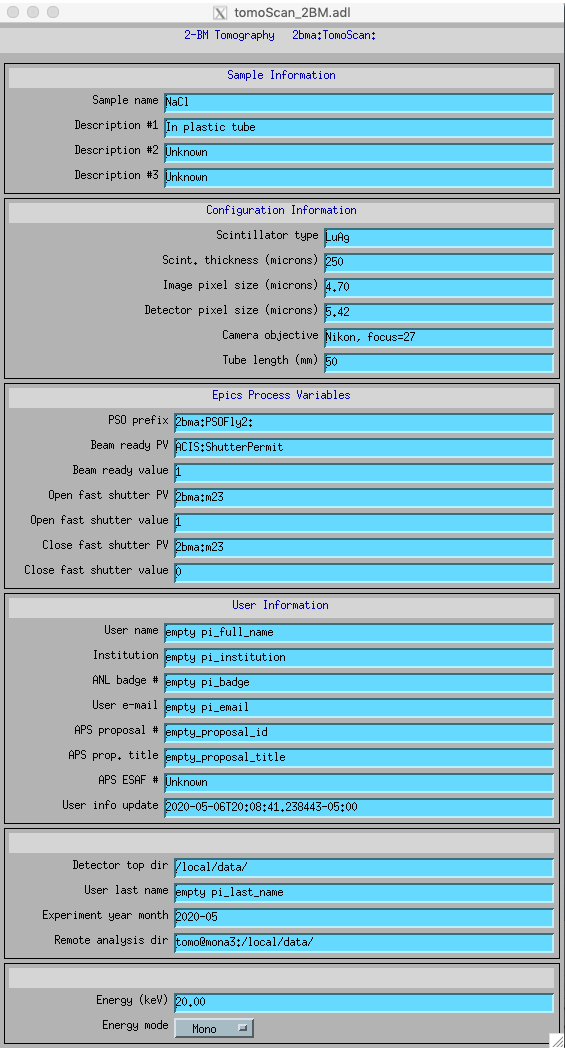 tomoScan_2BM.adl
2-BM Tomography 2bma:TomoScan:
Sample Information
Sample name NaCl
Description #1 In plastic tube
Description #2 Unknown
Description #3 Unknown
Configuration Information
Scintillator type LuAg
Scint. thickness (microns) 250
Image pixel size (microns) 4.70
Detector pixel size (microns) 5.42
Camera objective Nikon, focus=27
Tube length (mm) 50
Epics Process Variables
PSO prefix 2bma:PSOFly2:
Beam ready PV ACIS:ShutterPermit
Beam ready value 1
Open fast shutter PV 2bma:m23
Open fast shutter value 1
Close fast shutter PV 2bma:m23
Close fast shutter value 0
User Information
User name empty pi_full_name
Institution empty pi_institution
ANL badge # empty pi_badge
User e-mail empty pi_email
APS proposal # empty_proposal_id
APS prop. title empty_proposal_title
APS ESAF # Unknown
User info update 2020-05-06T20:08:41.238443-05:00
Detector top dir /local/data/
User last name empty pi_last_name
Experiment year month 2020-05
Remote analysis dir tomo@mona3:/local/data/
Energy (keV) 20.00
Energy mode Mono